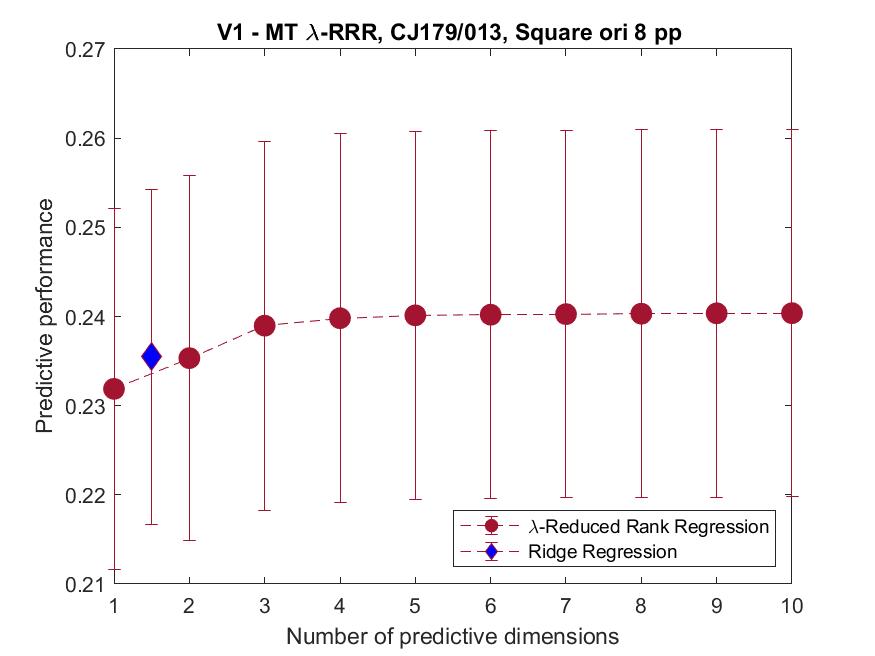 V1 - MT λ-RRR, CJ179/013, Square ori 8 pp
0.27
0.26
0.25
0.24
0.23
0.22
0.21
Predictive performance
1 2 3 4 5 6 7 8 9 10
Number of predictive dimensions
λ-Reduced Rank Regression
Ridge Regression